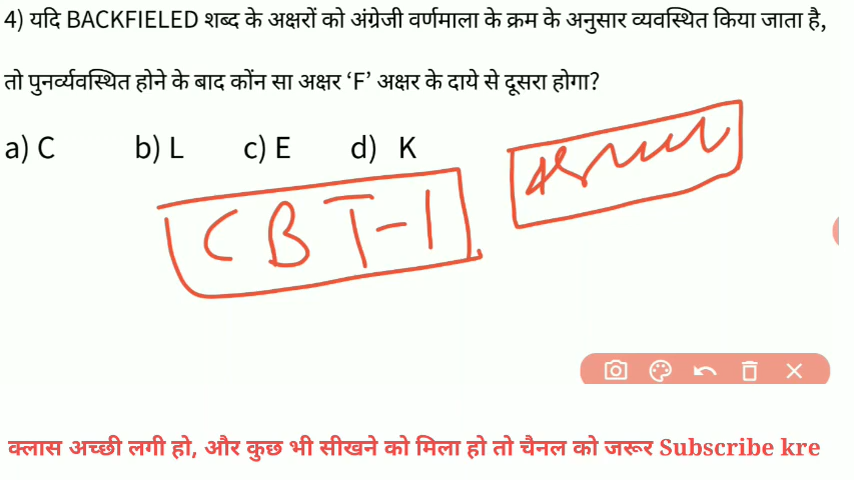 4) यदि BACKFIELED शब्द के अक्षरों को अंग्रेजी वर्णमाला के क्रम के अनुसार व्यवस्थित किया जाता है,
तो पुनर्व्यवस्थित होने के बाद कोंन सा अक्षर ‘F’ अक्षर के दाये से दूसरा होगा?
a) C b) L c) E d) K
CBT-1
क्लास अच्छी लगी हो, और कुछ भी सीखने को मिला हो तो चैनल को जरूर Subscribe kre